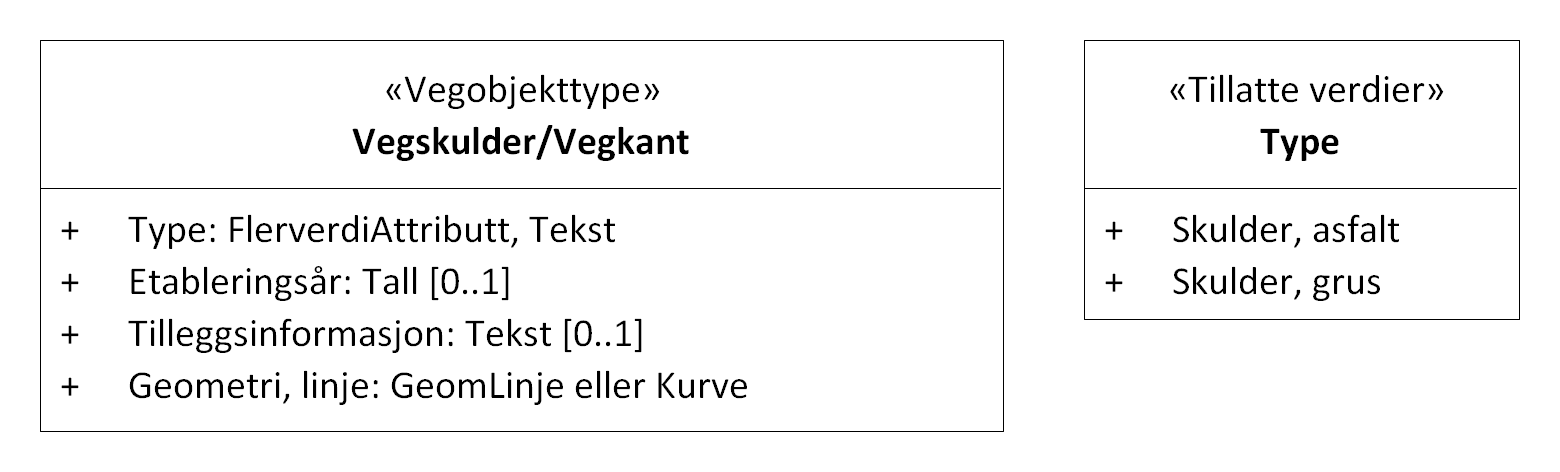 «Vegobjekttype»
Vegskulder/Vegkant
+ Type: FlerverdiAttributt, Tekst
+ Etableringsår: Tall [0..1]
+ Tilleggsinformasjon: Tekst [0..1]
+ Geometri, linje: GeomLinje eller Kurve
«Tillatte verdier»
Type
+ Skulder, asfalt
+ Skulder, grus